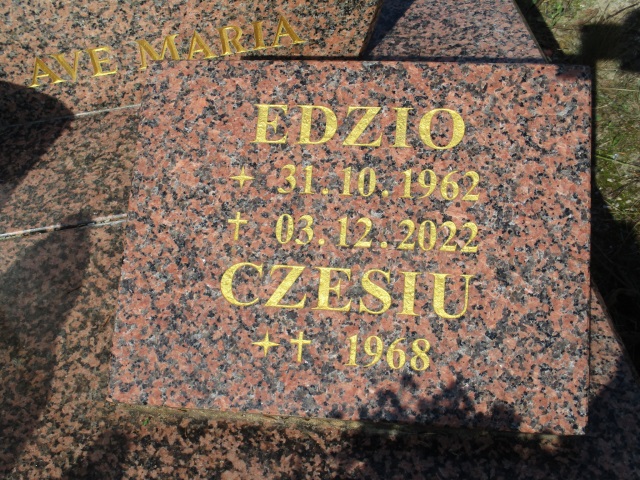 AVE MARIA
EDZIO
+ 31.10.1962
✝ 03.12.2022
CZESIU
+✝ 1968